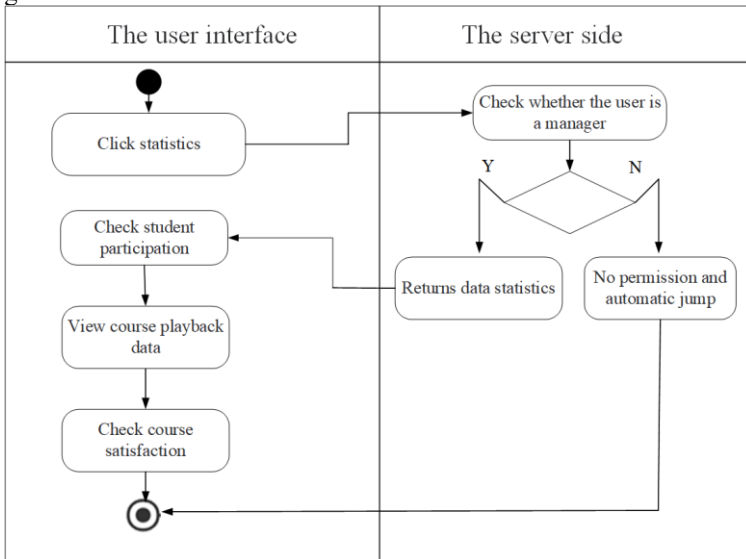 The user interface
The server side
Click statistics
Check whether the user is
a manager
Y
N
Check student
participation
Returns data statistics
No permission and
automatic jump
View course playback
data
Check course
satisfaction